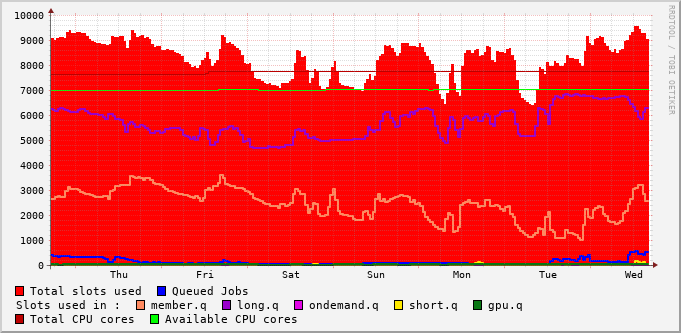 10000
9000
8000
7000
6000
5000
4000
3000
2000
1000
0
Thu Fri Sat Sun Mon Tue Wed
Total slots used Queued Jobs
Slots used in : member.q long.q ondemand.q short.q gpu.q
Total CPU cores Available CPU cores
RRDTOOL / TOBI OETIKER